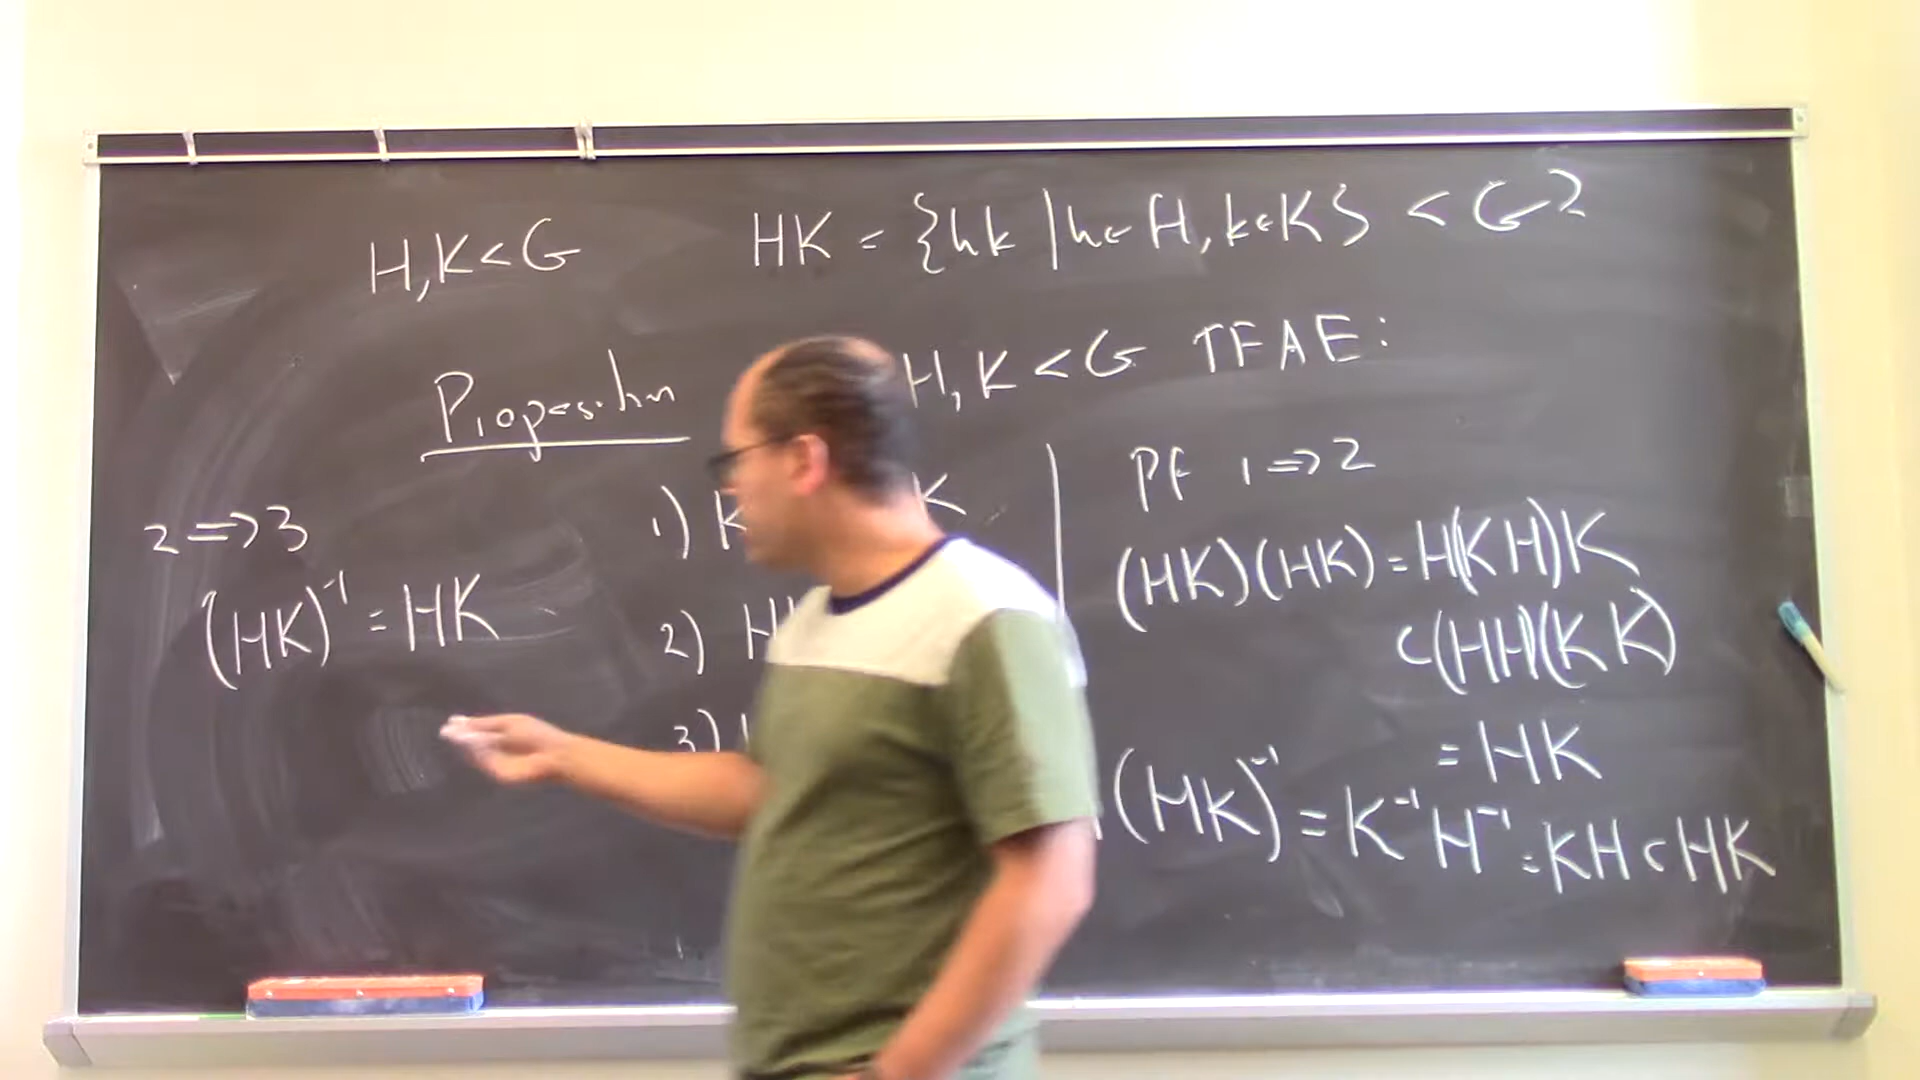 H,K<G HK = {hk | h∈H, k∈K} < G?
Proposition H, K < G TFAE:
1) K K
2) H
3)
2 => 3
(HK)⁻¹ = HK
Pf 1 => 2
(HK)(HK) = H(KH)K
⊂(HH)(KK)
= HK
(HK)⁻¹ = K⁻¹H⁻¹ = KH ⊂ HK